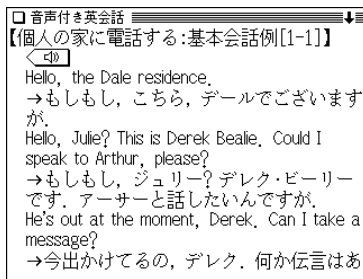 音声付き英会話
【個人の家に電話する:基本会話例[1-1]】
Hello, the Dale residence.
→もしもし，こちら，デールでございます
が．
Hello, Julie? This is Derek Bealie. Could I
speak to Arthur, please?
→もしもし，ジュリー？デレク・ビーリー
です．アーサーと話したいんですが．
He's out at the moment, Derek. Can I take a
message?
→今出かけてるの，デレク．何か伝言はあ